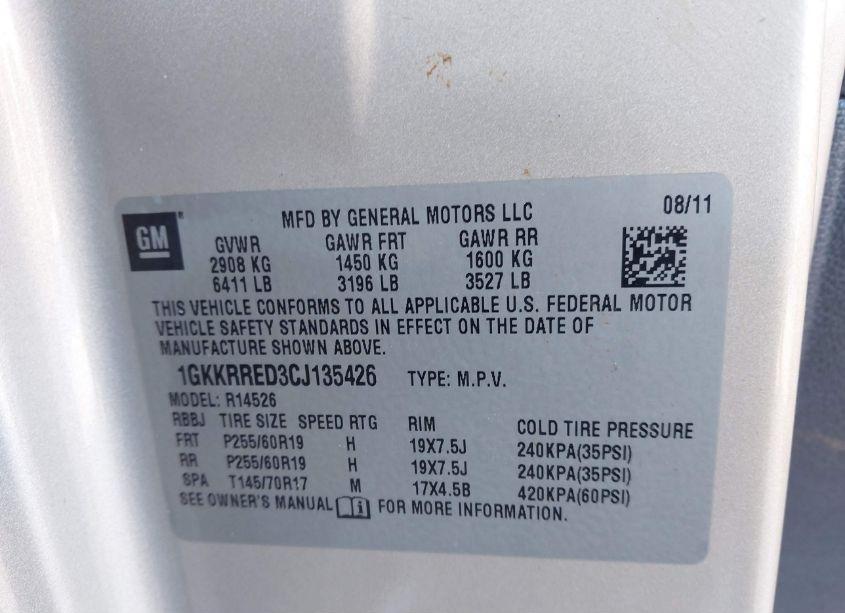 GM
MFD BY GENERAL MOTORS LLC 08/11
GVWR GAWR FRT GAWR RR
2908 KG 1450 KG 1600 KG
6411 LB 3196 LB 3527 LB
THIS VEHICLE CONFORMS TO ALL APPLICABLE U.S. FEDERAL MOTOR
VEHICLE SAFETY STANDARDS IN EFFECT ON THE DATE OF
MANUFACTURE SHOWN ABOVE.
1GKKRRED3CJ135426 TYPE: M.P.V.
MODEL: R14526
RBBJ TIRE SIZE SPEED RTG RIM COLD TIRE PRESSURE
FRT P255/60R19 H 19X7.5J 240KPA(35PSI)
RR P255/60R19 H 19X7.5J 240KPA(35PSI)
SPA T145/70R17 M 17X4.5B 420KPA(60PSI)
SEE OWNER'S MANUAL FOR MORE INFORMATION.